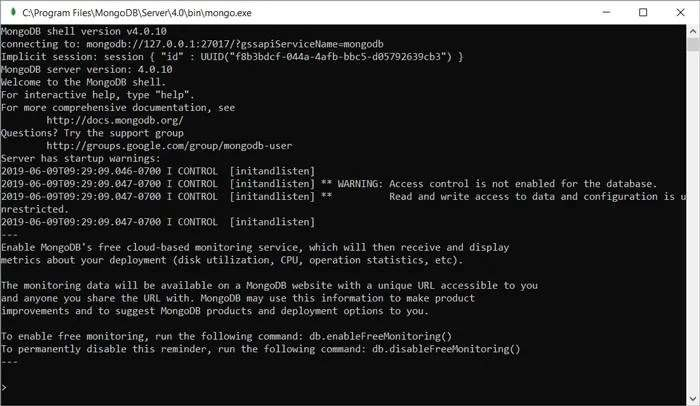 C:\Program Files\MongoDB\Server\4.0\bin\mongo.exe
MongoDB shell version v4.0.10
connecting to: mongodb://127.0.0.1:27017/?gssapiServiceName=mongodb
Implicit session: session { "id" : UUID("f8b3bdcf-044a-4afb-bbc5-d05792639cb3") }
MongoDB server version: 4.0.10
Welcome to the MongoDB shell.
For interactive help, type "help".
For more comprehensive documentation, see
http://docs.mongodb.org/
Questions? Try the support group
http://groups.google.com/group/mongodb-user
Server has startup warnings:
2019-06-09T09:29:09.046-0700 I CONTROL  [initandlisten]
2019-06-09T09:29:09.047-0700 I CONTROL  [initandlisten] ** WARNING: Access control is not enabled for the database.
2019-06-09T09:29:09.047-0700 I CONTROL  [initandlisten] **          Read and write access to data and configuration is u
nrestricted.
2019-06-09T09:29:09.047-0700 I CONTROL  [initandlisten]
---
Enable MongoDB's free cloud-based monitoring service, which will then receive and display
metrics about your deployment (disk utilization, CPU, operation statistics, etc).
The monitoring data will be available on a MongoDB website with a unique URL accessible to you
and anyone you share the URL with. MongoDB may use this information to make product
improvements and to suggest MongoDB products and deployment options to you.
To enable free monitoring, run the following command: db.enableFreeMonitoring()
To permanently disable this reminder, run the following command: db.disableFreeMonitoring()
---
>